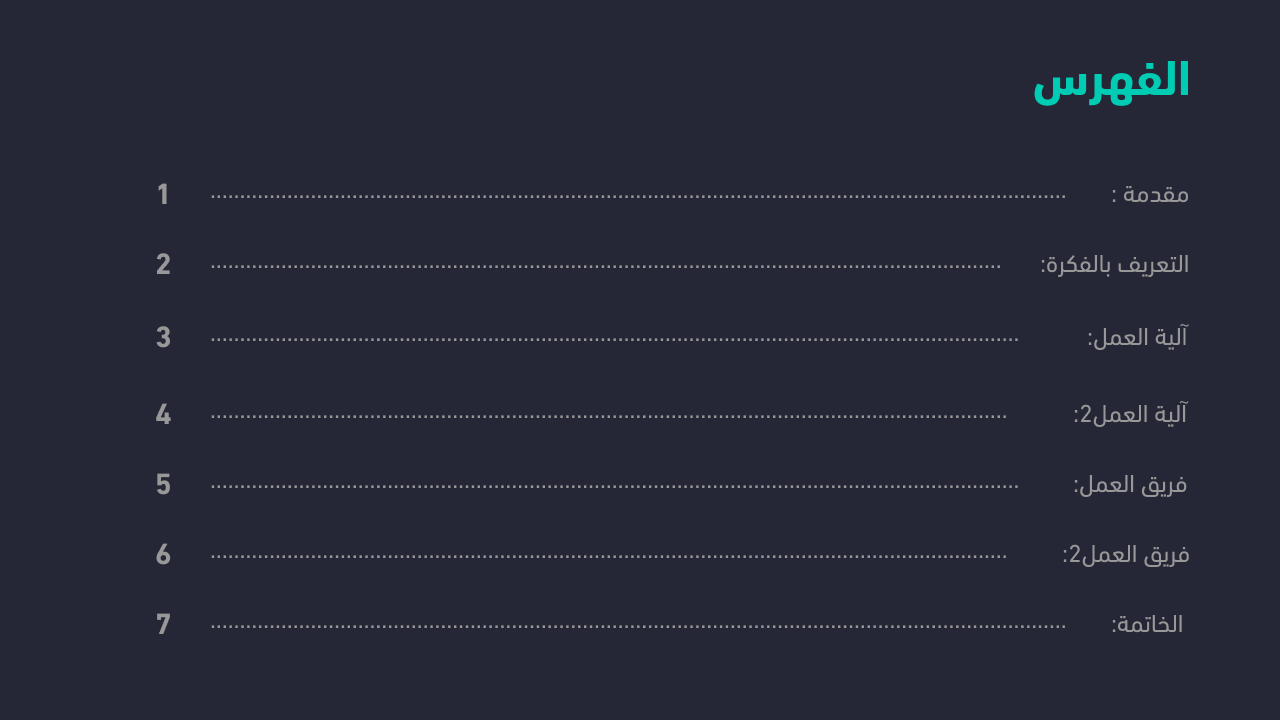 الفهرس
مقدمة : ........................................ 1
التعريف بالفكرة: ........................................ 2
آلية العمل: ........................................ 3
آلية العمل2: ........................................ 4
فريق العمل: ........................................ 5
فريق العمل2: ........................................ 6
الخاتمة: ........................................ 7